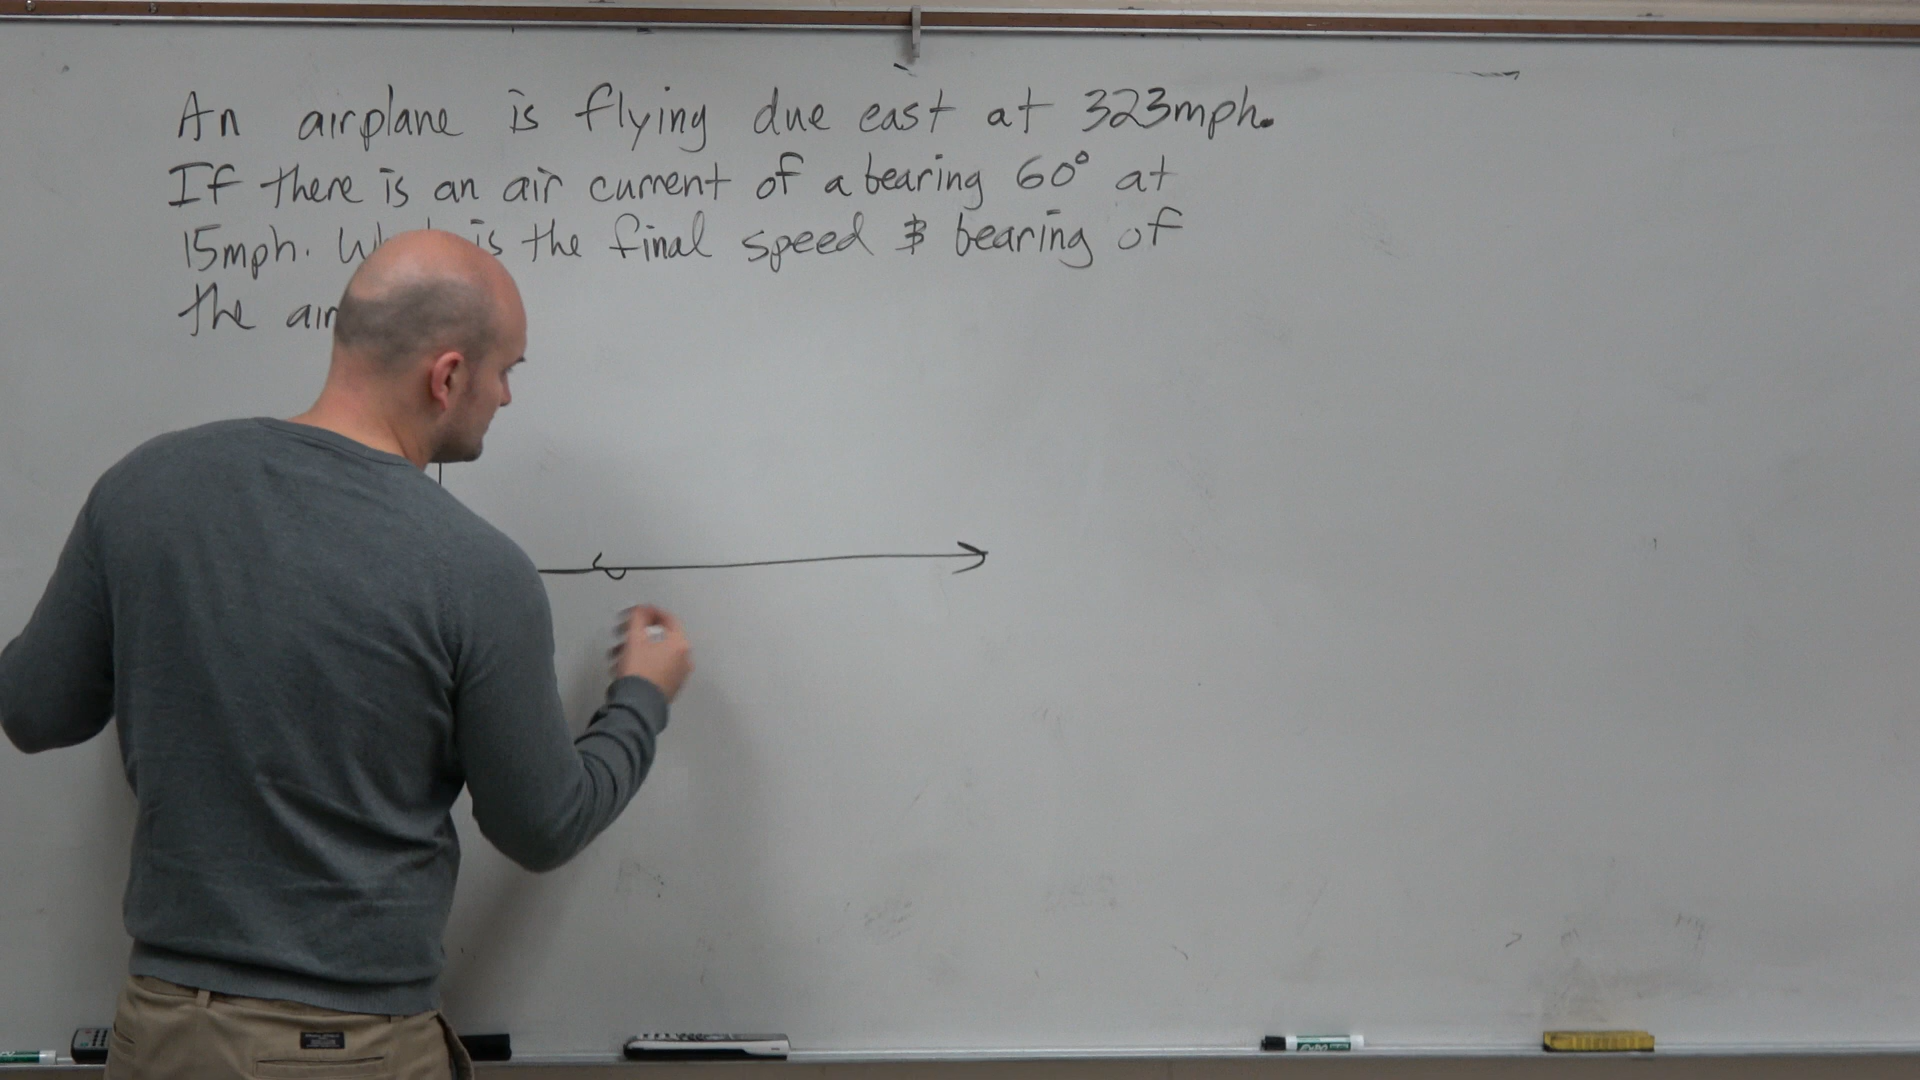 An airplane is flying due east at 323mph.
If there is an air current of a bearing 60° at
15mph. is the final speed & bearing of
the